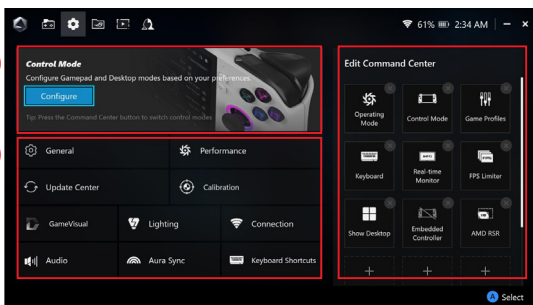 61% 2:34 AM
Control Mode
Configure Gamepad and Desktop modes based on your preferences.
Configure
Tip: Press the Command Center button to switch control modes
General
Performance
Update Center
Calibration
GameVisual
Lighting
Connection
Audio
Aura Sync
Keyboard Shortcuts
Edit Command Center
Operating Mode
Control Mode
Game Profiles
Keyboard
Real-time Monitor
FPS Limiter
Show Desktop
Embedded Controller
AMD RSR
A Select